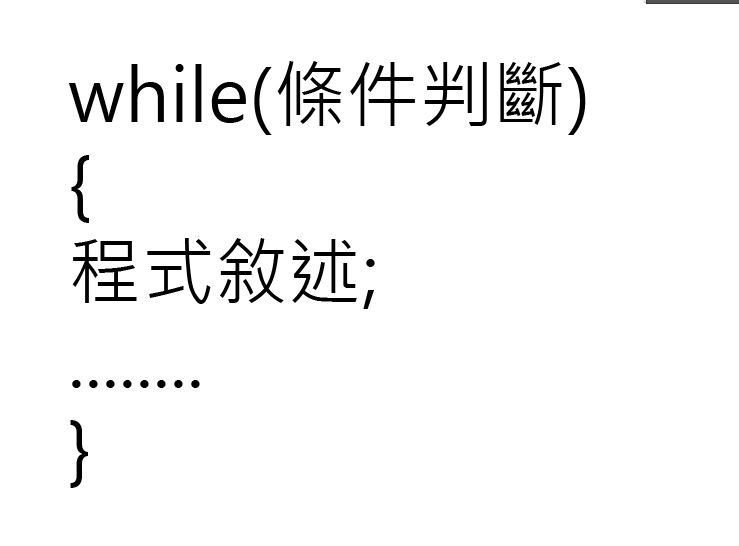 while(條件判斷)
{
程式敘述;
........
}